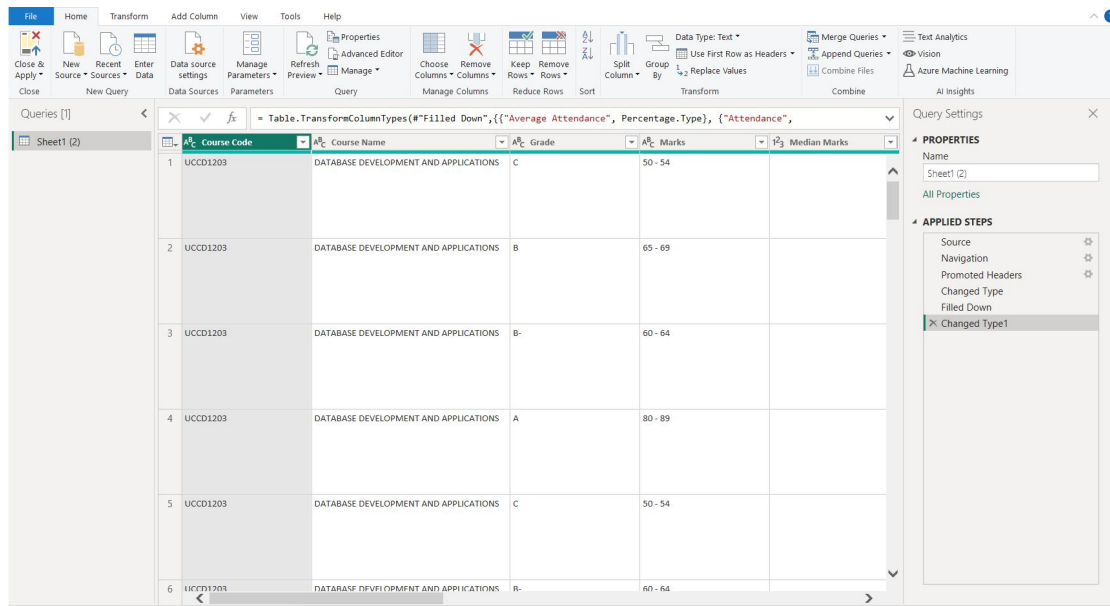 File Home Transform Add Column View Tools Help
Close & Apply
New Source
Recent Sources
Enter Data
Data source settings
Manage Parameters
Refresh Preview
Properties
Advanced Editor
Manage
Choose Columns
Remove Columns
Keep Rows
Remove Rows
Split Column
Group By
Data Type: Text
Use First Row as Headers
Replace Values
Merge Queries
Append Queries
Combine Files
Text Analytics
Vision
Azure Machine Learning
Close New Query Data Sources Parameters Query Manage Columns Reduce Rows Sort Transform Combine AI Insights
Queries [1]
Sheet1 (2)
fx = Table.TransformColumnTypes(#"Filled Down",{{"Average Attendance", Percentage.Type}, {"Attendance",
Course Code Course Name Grade Marks Median Marks
1 UCCD1203 DATABASE DEVELOPMENT AND APPLICATIONS C 50 - 54
2 UCCD1203 DATABASE DEVELOPMENT AND APPLICATIONS B 65 - 69
3 UCCD1203 DATABASE DEVELOPMENT AND APPLICATIONS B- 60 - 64
4 UCCD1203 DATABASE DEVELOPMENT AND APPLICATIONS A 80 - 89
5 UCCD1203 DATABASE DEVELOPMENT AND APPLICATIONS C 50 - 54
6 UCCD1203 DATABASE DEVELOPMENT AND APPLICATIONS B- 60 - 64
Query Settings
PROPERTIES
Name
Sheet1 (2)
All Properties
APPLIED STEPS
Source
Navigation
Promoted Headers
Changed Type
Filled Down
Changed Type1